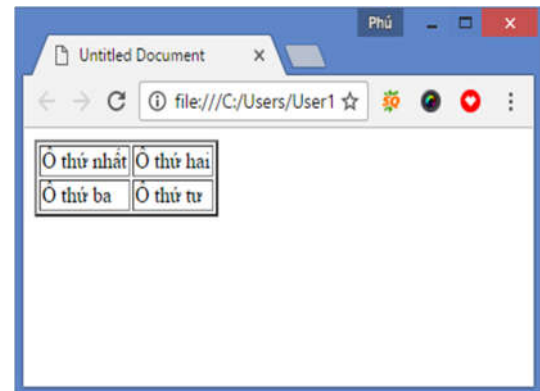 Phú
Untitled Document
file:///C:/Users/User1
Ô thứ nhất Ô thứ hai
Ô thứ ba Ô thứ tư